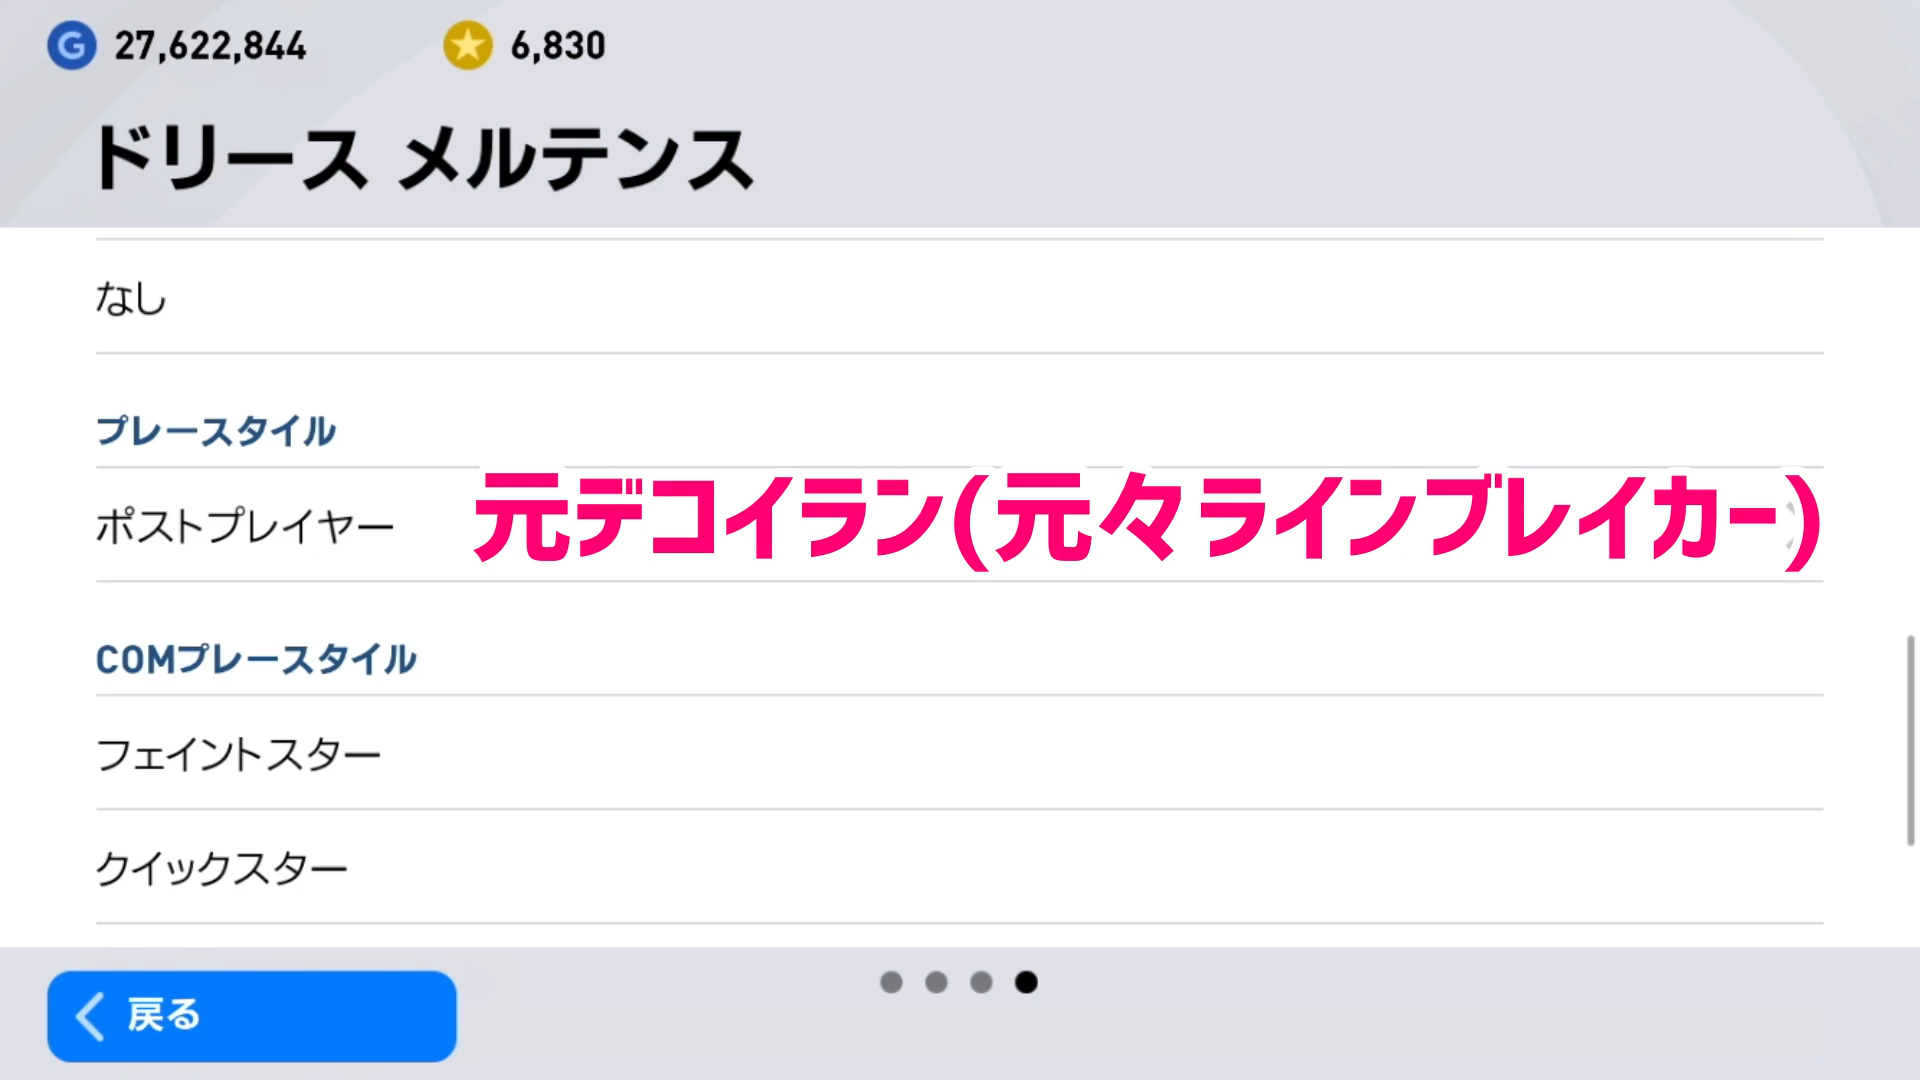 G 27,622,844 6,830
ドリース メルテンス
なし
プレースタイル
ポストプレイヤー 元デコイラン(元々ラインブレイカー)
COMプレースタイル
フェイントスター
クイックスター
戻る